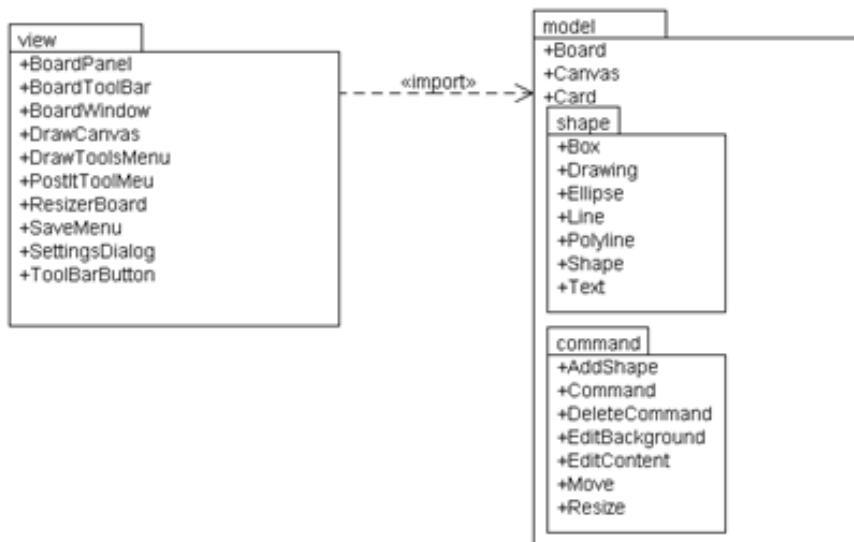 view
+BoardPanel
+BoardToolBar
+BoardWindow
+DrawCanvas
+DrawToolsMenu
+PostItToolMeu
+ResizerBoard
+SaveMenu
+SettingsDialog
+ToolBarButton
«import»
model
+Board
+Canvas
+Card
shape
+Box
+Drawing
+Ellipse
+Line
+Polyline
+Shape
+Text
command
+AddShape
+Command
+DeleteCommand
+EditBackground
+EditContent
+Move
+Resize